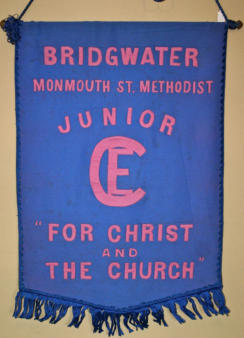 BRIDGWATER
MONMOUTH ST. METHODIST
JUNIOR
CE
"FOR CHRIST
AND
THE CHURCH"